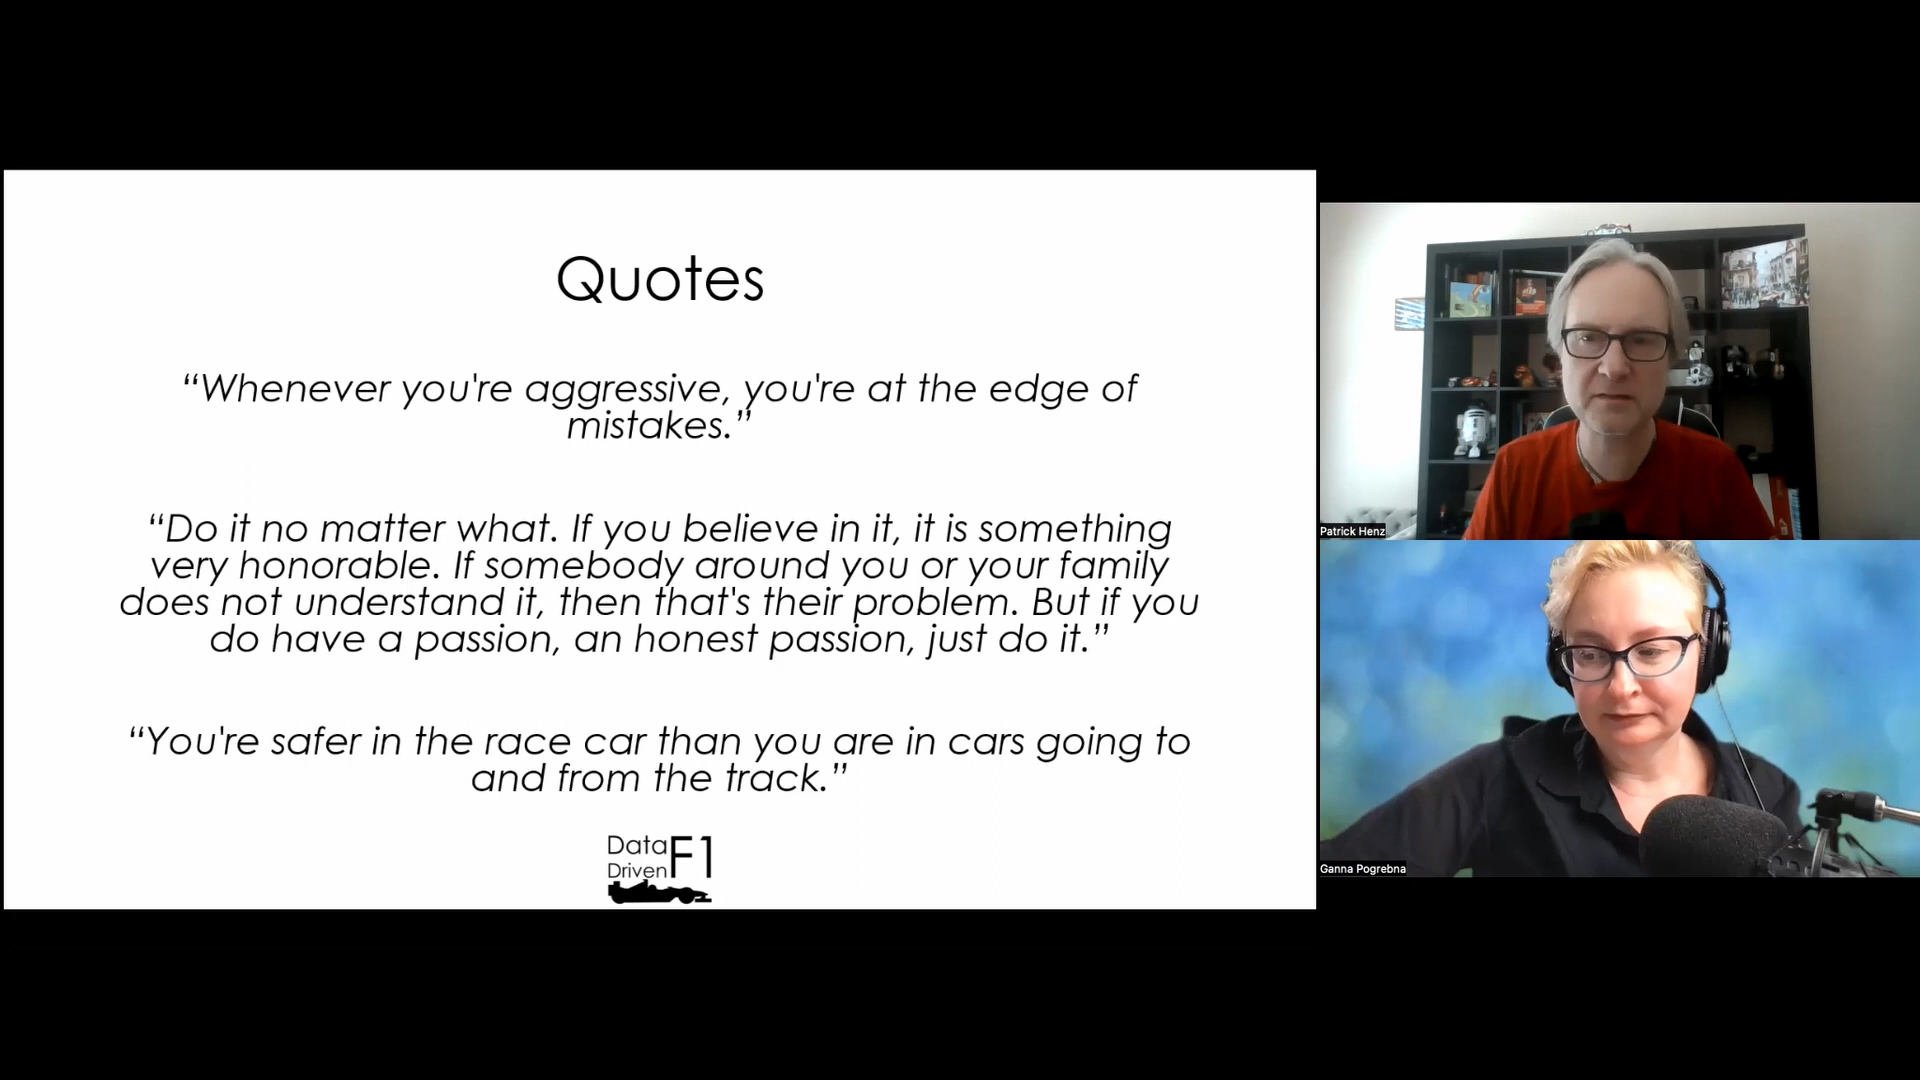 Quotes
“Whenever you're aggressive, you're at the edge of
mistakes.”
“Do it no matter what. If you believe in it, it is something
very honorable. If somebody around you or your family
does not understand it, then that's their problem. But if you
do have a passion, an honest passion, just do it.”
“You're safer in the race car than you are in cars going to
and from the track.”
Data
Driven
F1
Patrick Henz
Ganna Pogrebna